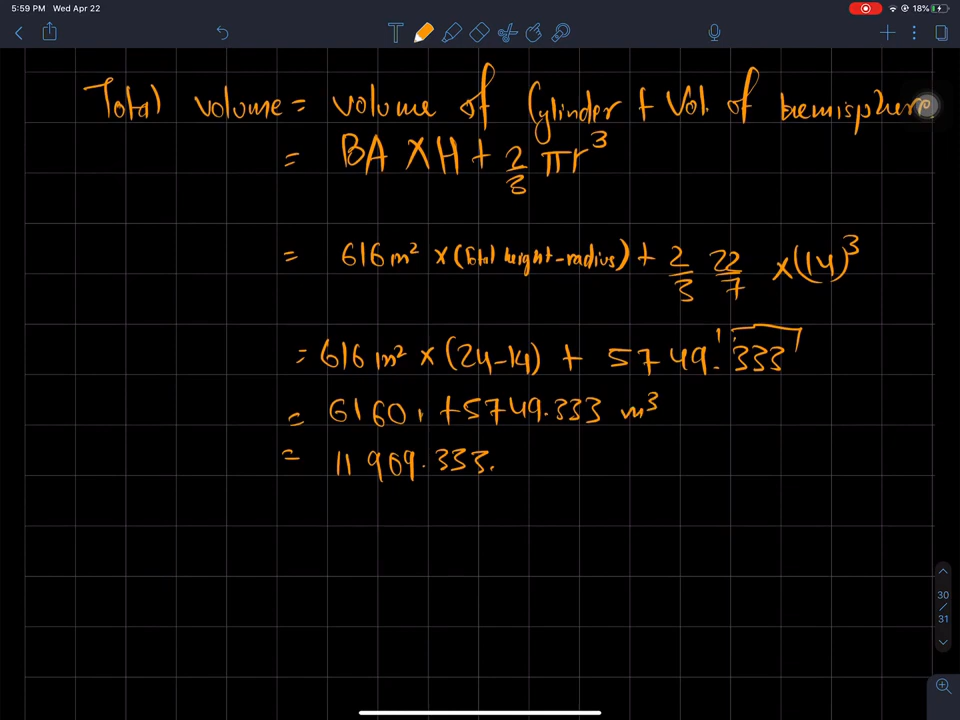 5:59 PM Wed Apr 22
18%
T
Total volume = volume of Cylinder + Vol. of hemisphere
= BA X H + 2/3 πr³
= 616 m² × (Total height-radius) + 2/3 22/7 ×(14)³
= 616 m² × (24-14) + 5749.333
= 6160 + 5749.333 m³
= 11909.333.
30
/
31